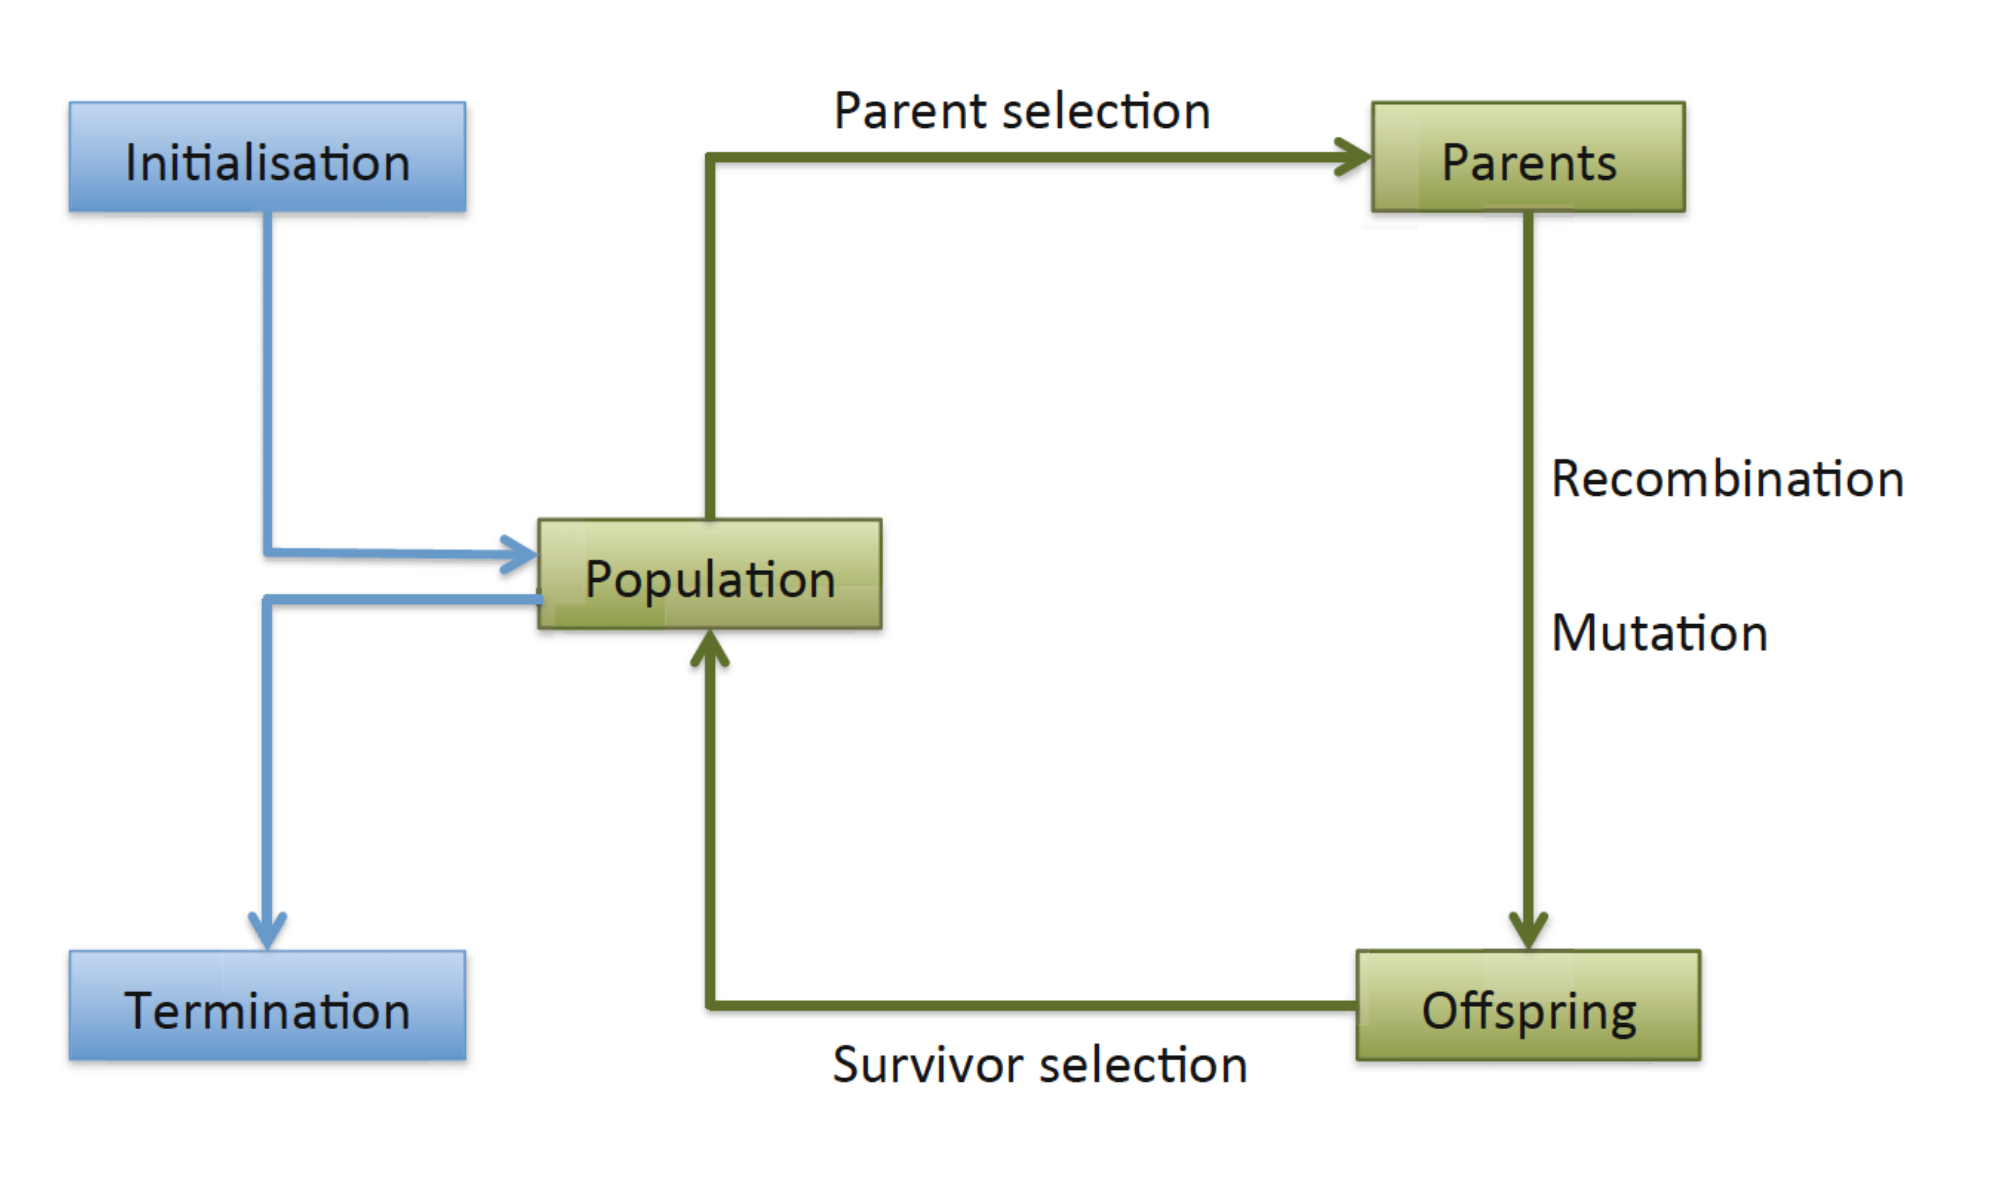 Parent selection
Initialisation
Parents
Recombination
Population
Mutation
Termination
Offspring
Survivor selection